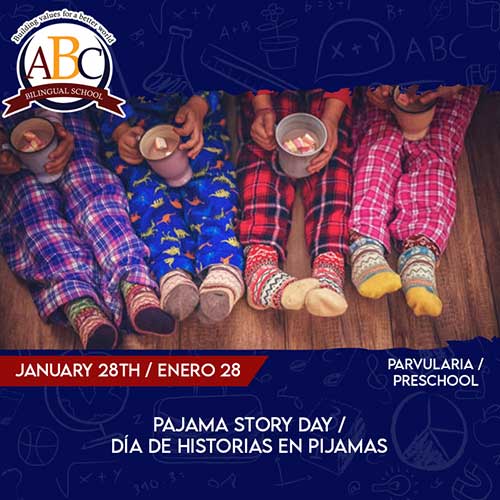 Building values for a better world
ABC
BILINGUAL SCHOOL
x + y
ABC
JANUARY 28TH / ENERO 28
PARVULARIA /
PRESCHOOL
PAJAMA STORY DAY /
DÍA DE HISTORIAS EN PIJAMAS